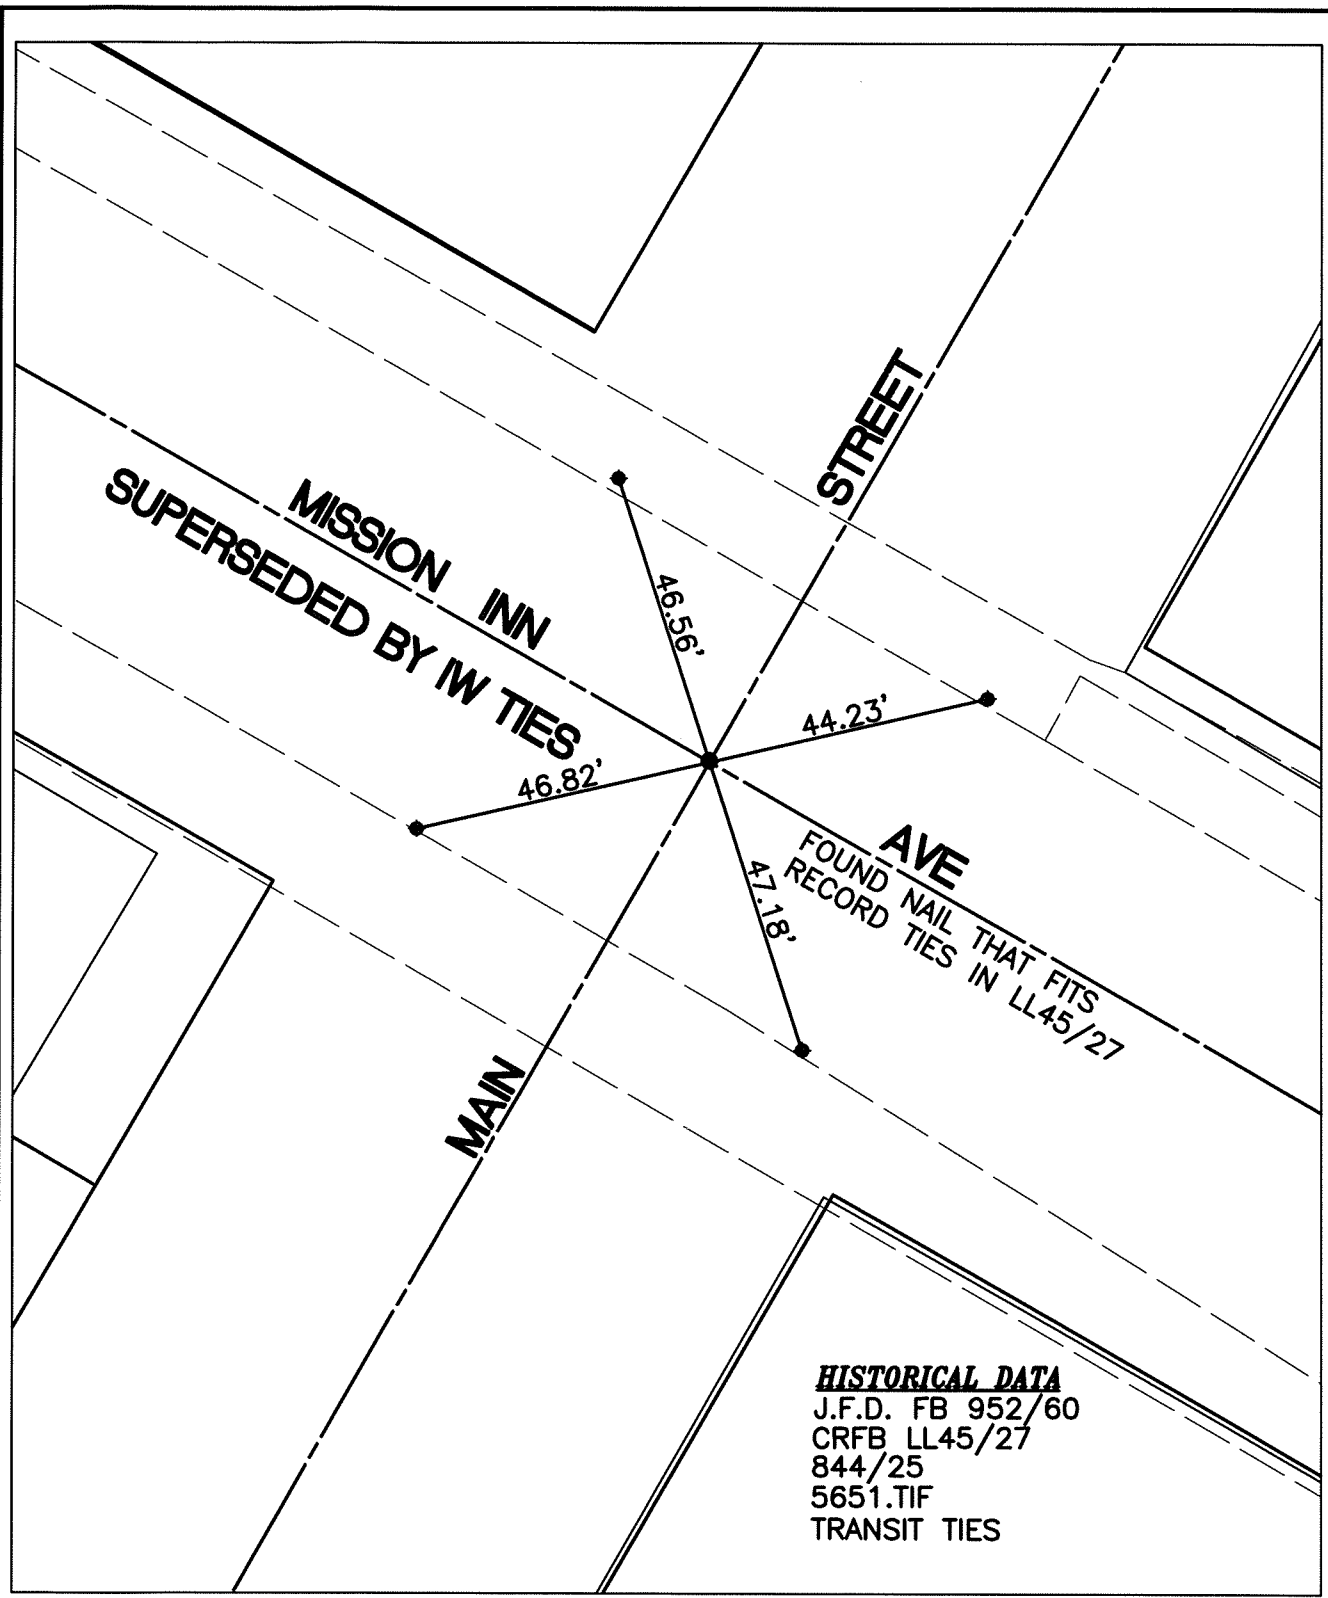 STREET
MISSION INN
SUPERSEDED BY IW TIES
46.56'
44.23'
46.82'
47.18'
AVE
FOUND NAIL THAT FITS
RECORD TIES IN LL45/27
MAIN
HISTORICAL DATA
J.F.D. FB 952/60
CRFB LL45/27
844/25
5651.TIF
TRANSIT TIES